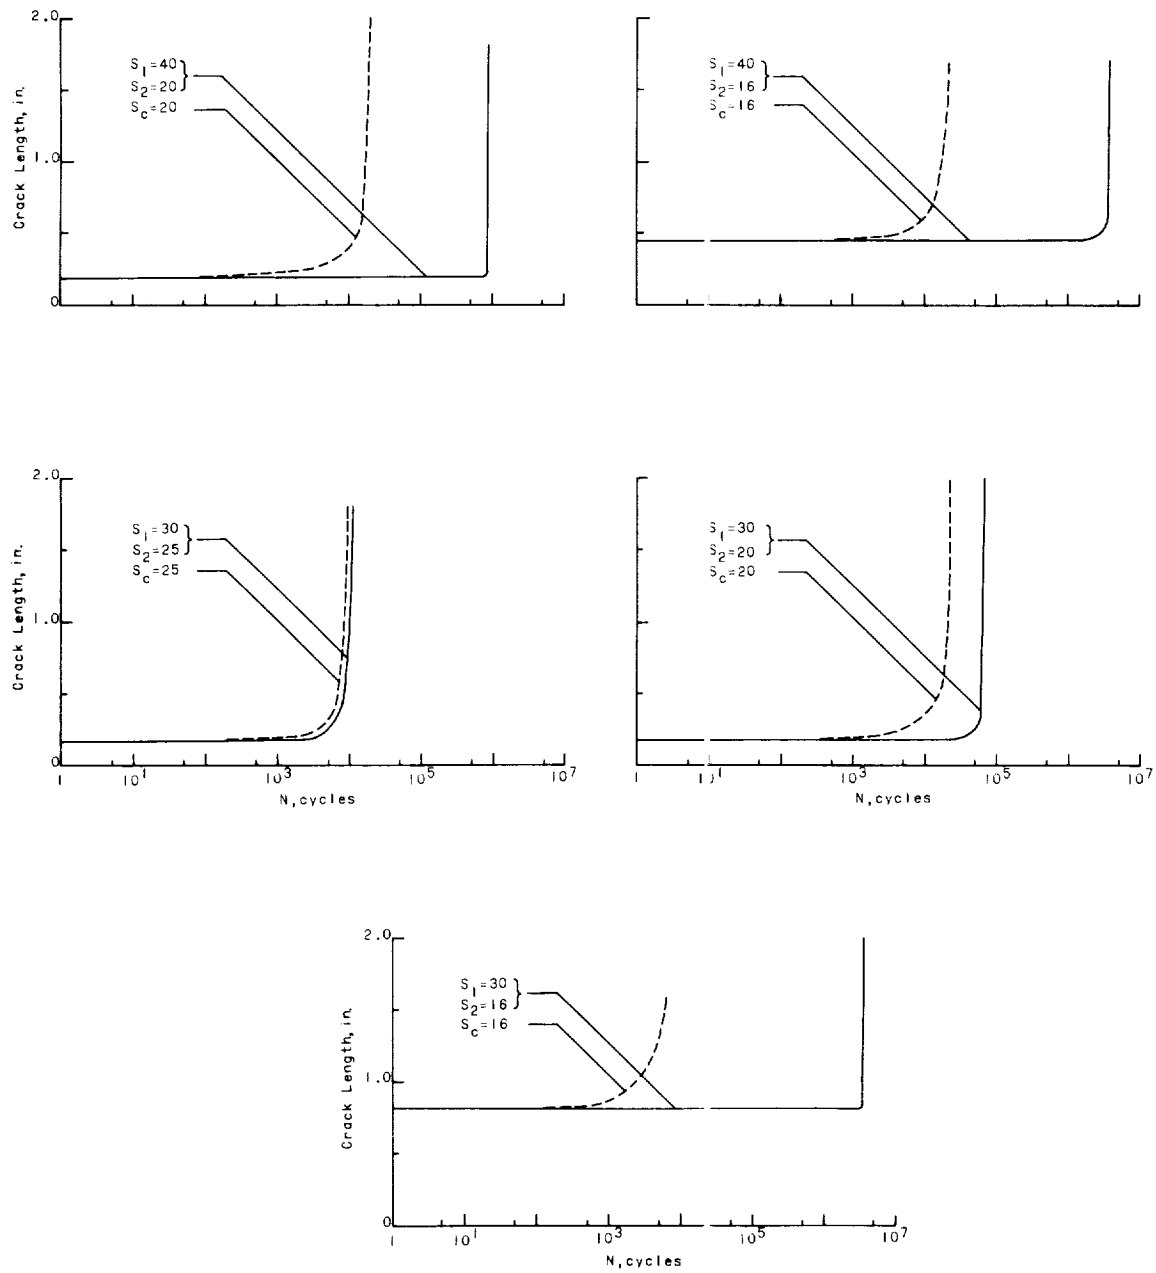 2.0
1.0
0
Crack Length, in.
S1=40
S2=20
Sc=20
S1=40
S2=16
Sc=16
2.0
1.0
0
Crack Length, in.
S1=30
S2=25
Sc=25
1 10^1 10^3 10^5 10^7
N, cycles
S1=30
S2=20
Sc=20
1 10^1 10^3 10^5 10^7
N, cycles
2.0
1.0
0
Crack Length, in.
S1=30
S2=16
Sc=16
1 10^1 10^3 10^5 10^7
N, cycles